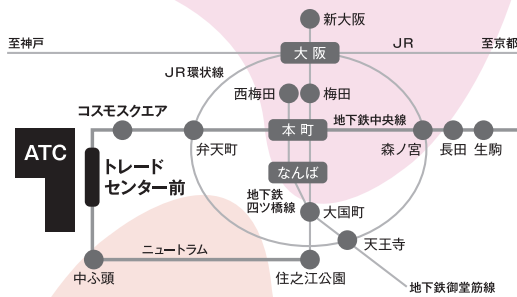 新大阪
至神戸
大阪
JR
至京都
JR環状線
西梅田
梅田
コスモスクエア
地下鉄中央線
本町
ATC
弁天町
森ノ宮
長田
生駒
トレード
センター前
なんば
地下鉄
四ツ橋線
大国町
天王寺
ニュートラム
中ふ頭
住之江公園
地下鉄御堂筋線